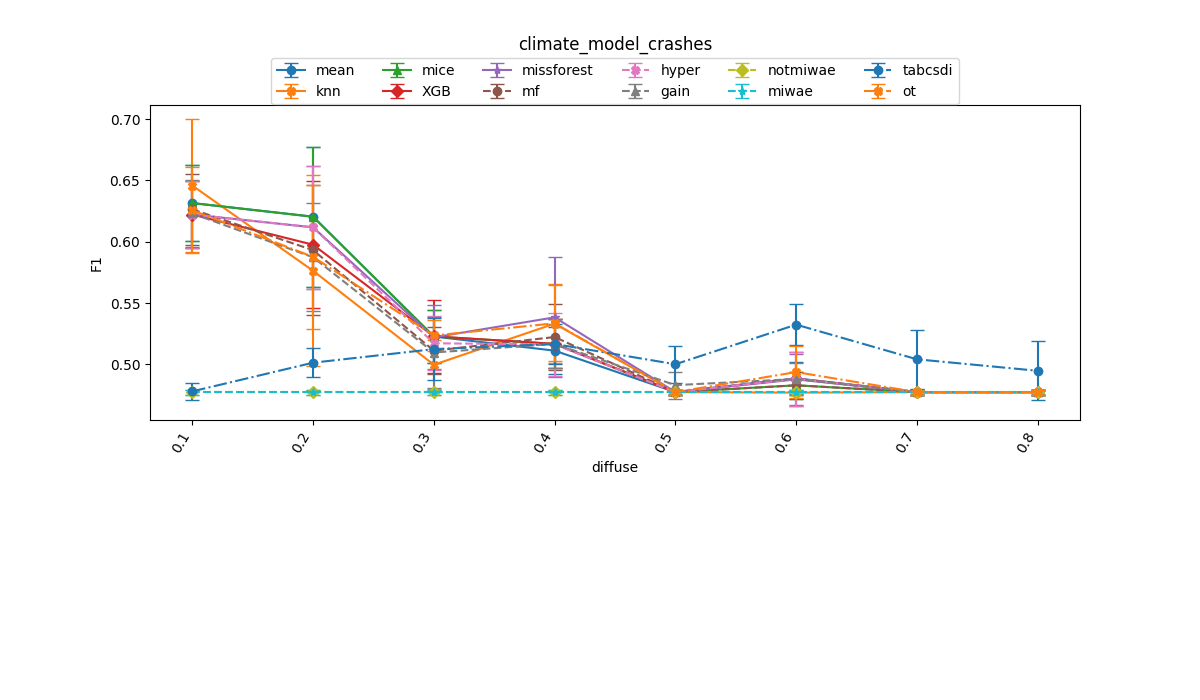 climate_model_crashes
mean mice missforest hyper notmiwae tabcsdi
knn XGB mf gain miwae ot
0.70
0.65
0.60
0.55
0.50
F1
0.1 0.2 0.3 0.4 0.5 0.6 0.7 0.8
diffuse